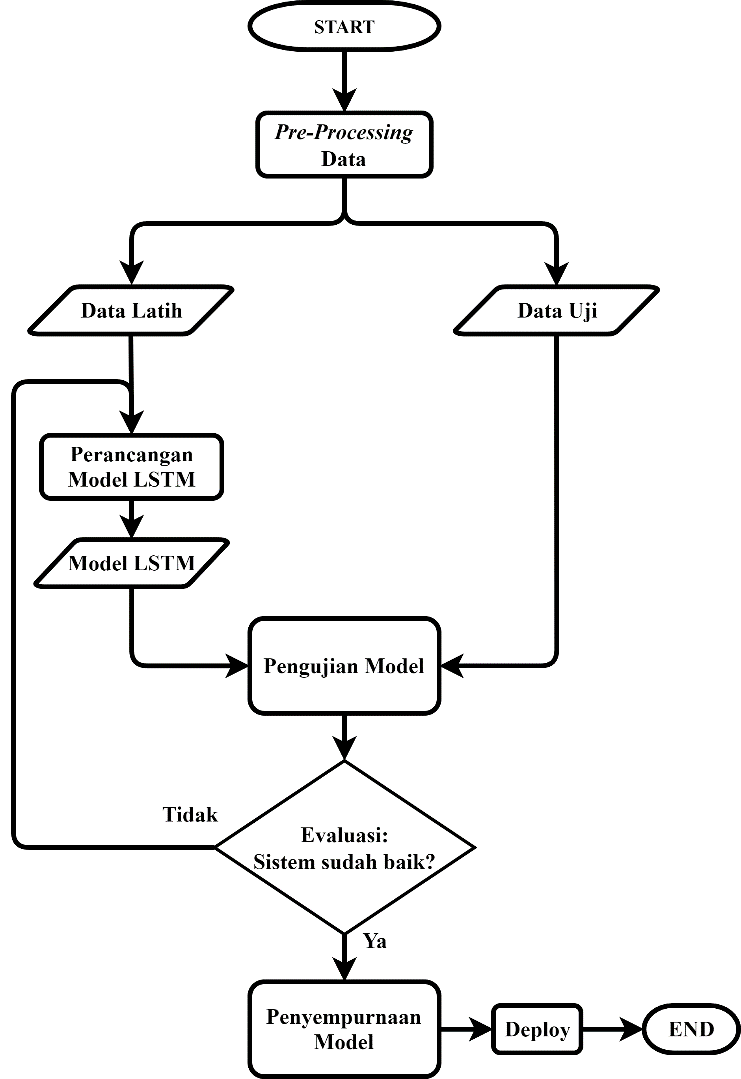 START
Pre-Processing
Data
Data Latih
Data Uji
Perancangan
Model LSTM
Model LSTM
Pengujian Model
Tidak
Evaluasi:
Sistem sudah baik?
Ya
Penyempurnaan
Model
Deploy
END